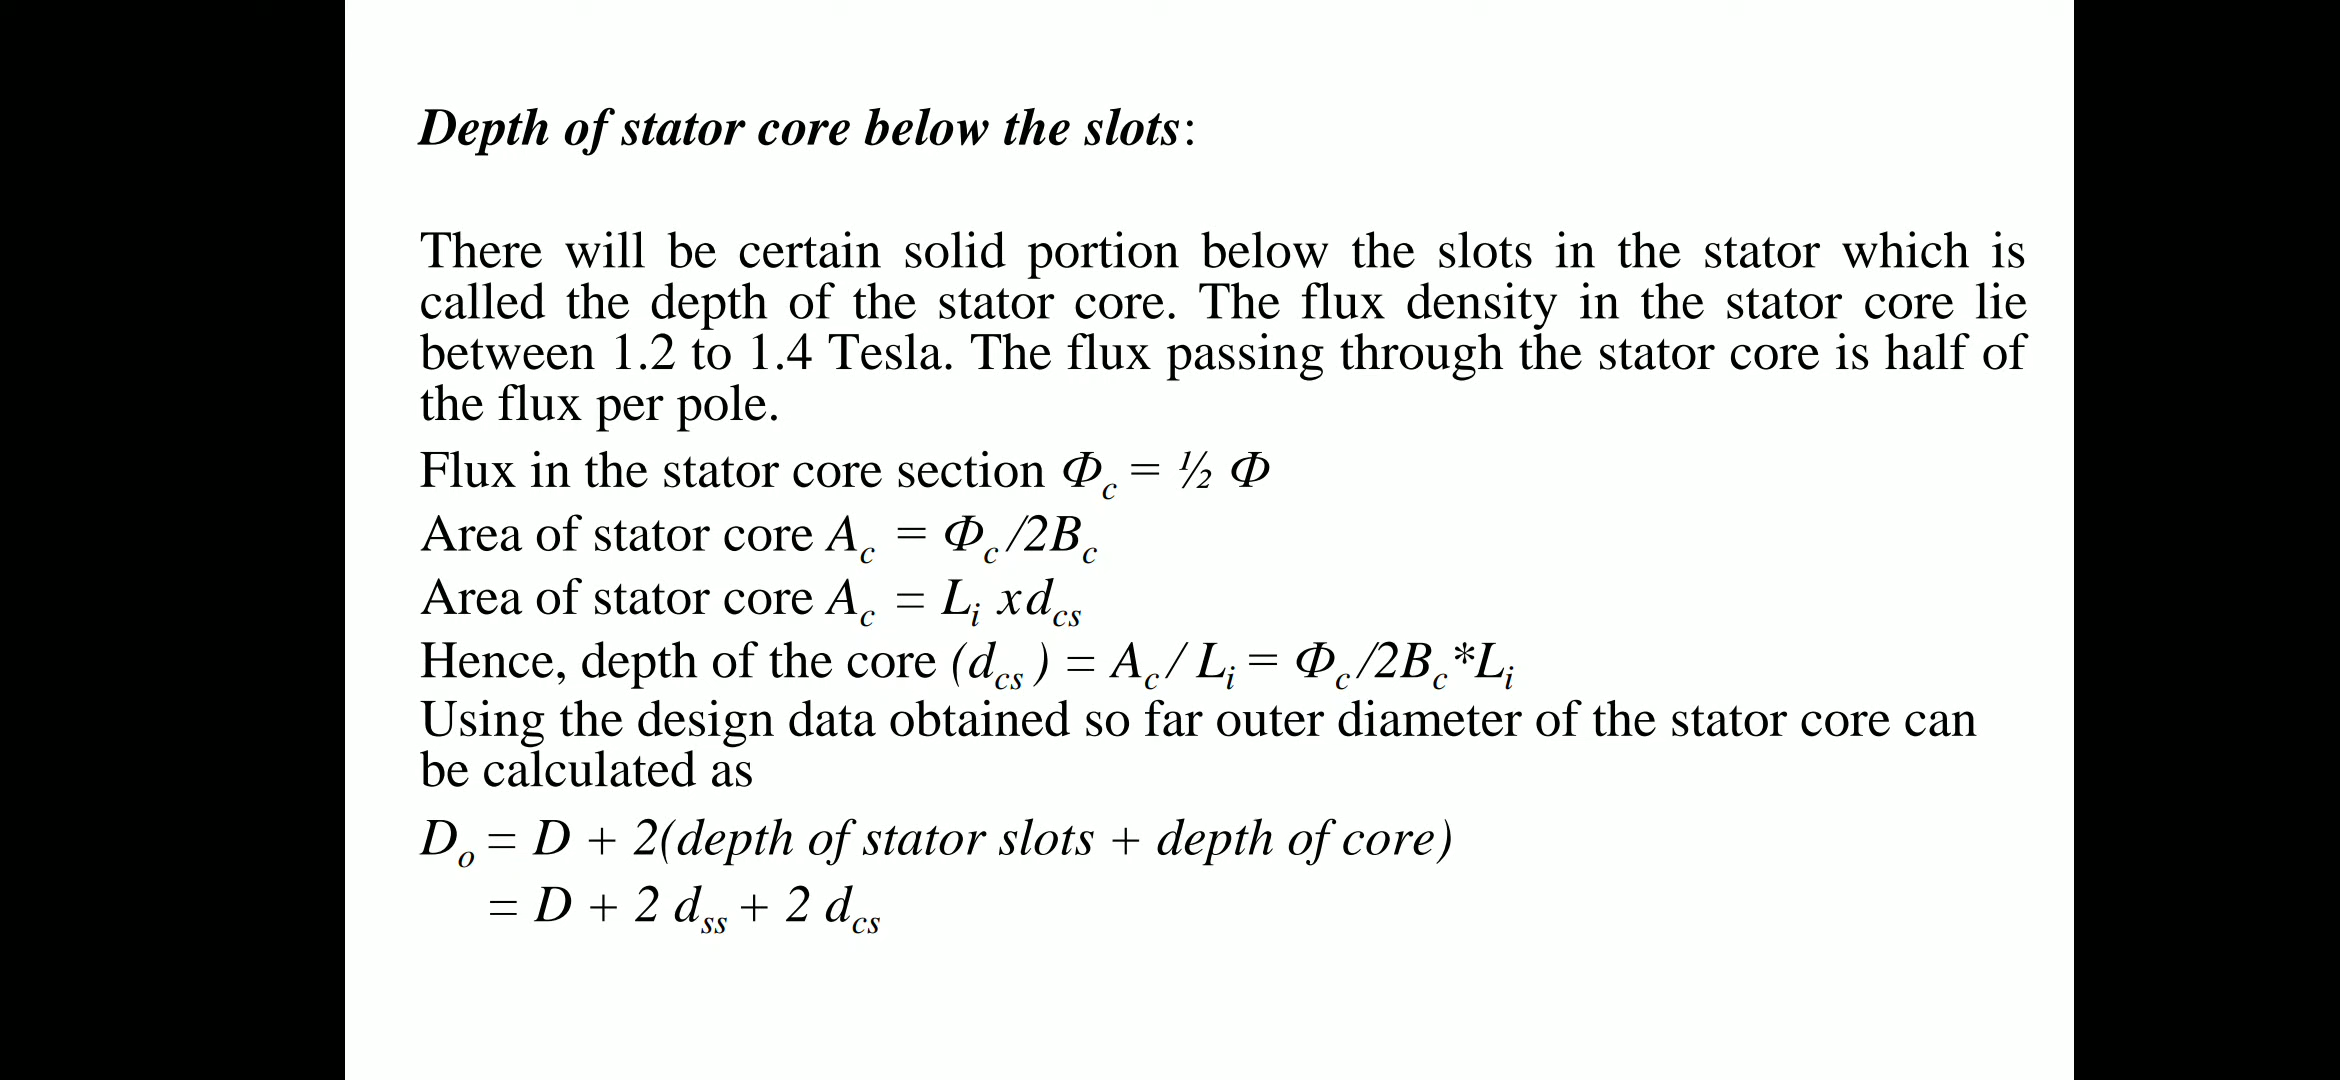 Depth of stator core below the slots:
There will be certain solid portion below the slots in the stator which is
called the depth of the stator core. The flux density in the stator core lie
between 1.2 to 1.4 Tesla. The flux passing through the stator core is half of
the flux per pole.
Flux in the stator core section Φc = ½ Φ
Area of stator core Ac = Φc/2Bc
Area of stator core Ac = Li xdcs
Hence, depth of the core (dcs ) = Ac/ Li = Φc/2Bc*Li
Using the design data obtained so far outer diameter of the stator core can
be calculated as
Do = D + 2(depth of stator slots + depth of core)
= D + 2 dss + 2 dcs